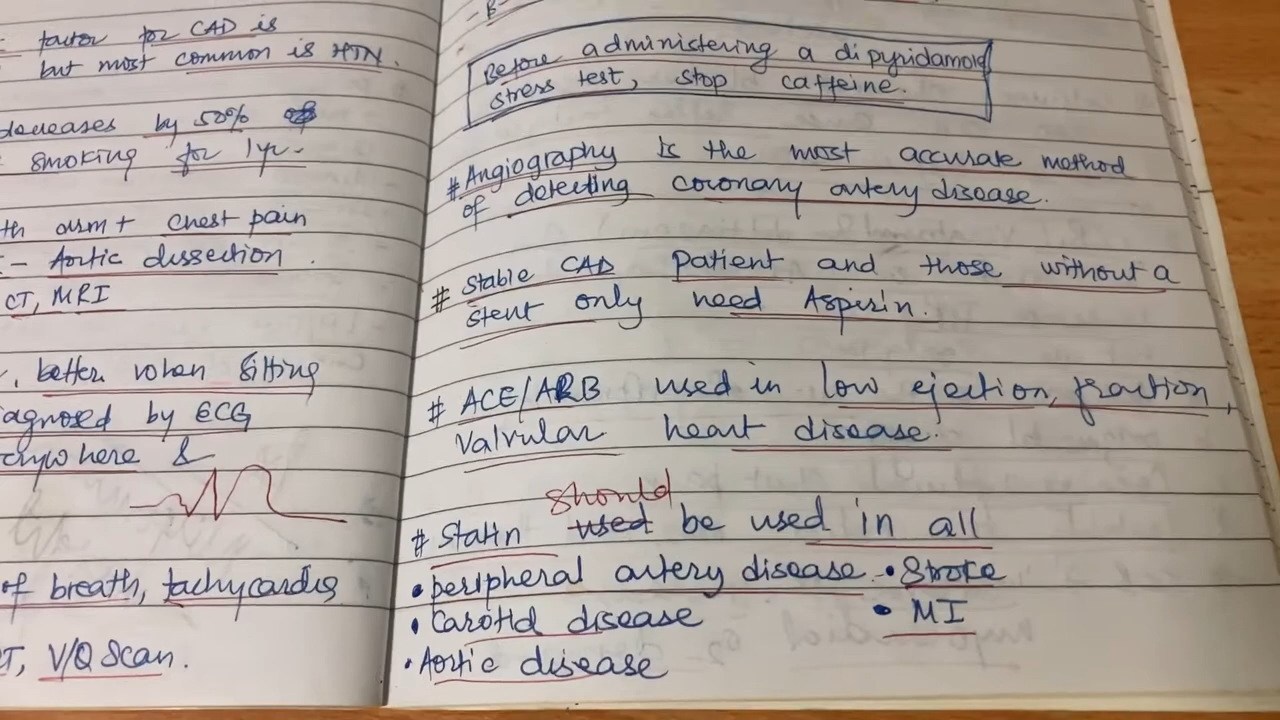 factor for CAD is
but most common is HTN.
decreases by 50% of
smoking for 1yr.
th arm + chest pain
- Aortic dissection.
CT, MRI
, better when sitting
agnosed by ECG
erywhere &
of breath, tachycardia
CT, V/Q Scan.
- B
Before administering a dipyridamole
stress test, stop caffeine.
# Angiography is the most accurate method
of detecting coronary artery disease.
# Stable CAD patient and those without a
stent only need Aspirin.
# ACE/ARB used in low ejection, fraction,
Valvular heart disease.
should
# Statin used be used in all
• peripheral artery disease • Stroke
• Carotid disease • MI
• Aortic disease